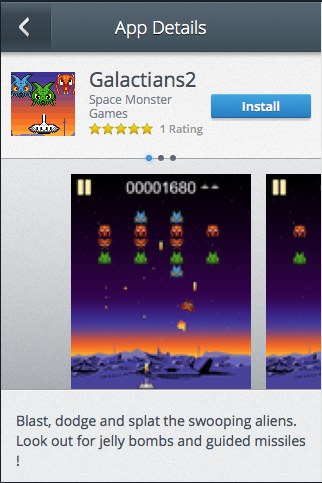 App Details
Galactians2
Space Monster
Games
Install
1 Rating
00001680
Blast, dodge and splat the swooping aliens.
Look out for jelly bombs and guided missiles
!